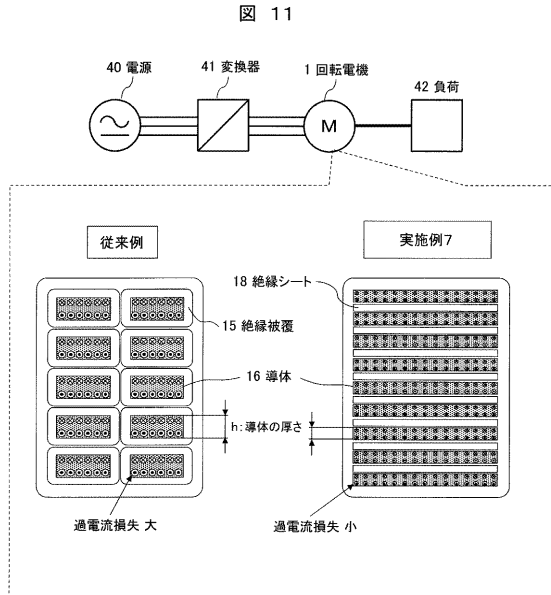 図 11
40 電源
41 変換器
1 回転電機
42 負荷
M
従来例
実施例7
18 絶縁シート
15 絶縁被覆
16 導体
h:導体の厚さ
過電流損失 大
過電流損失 小